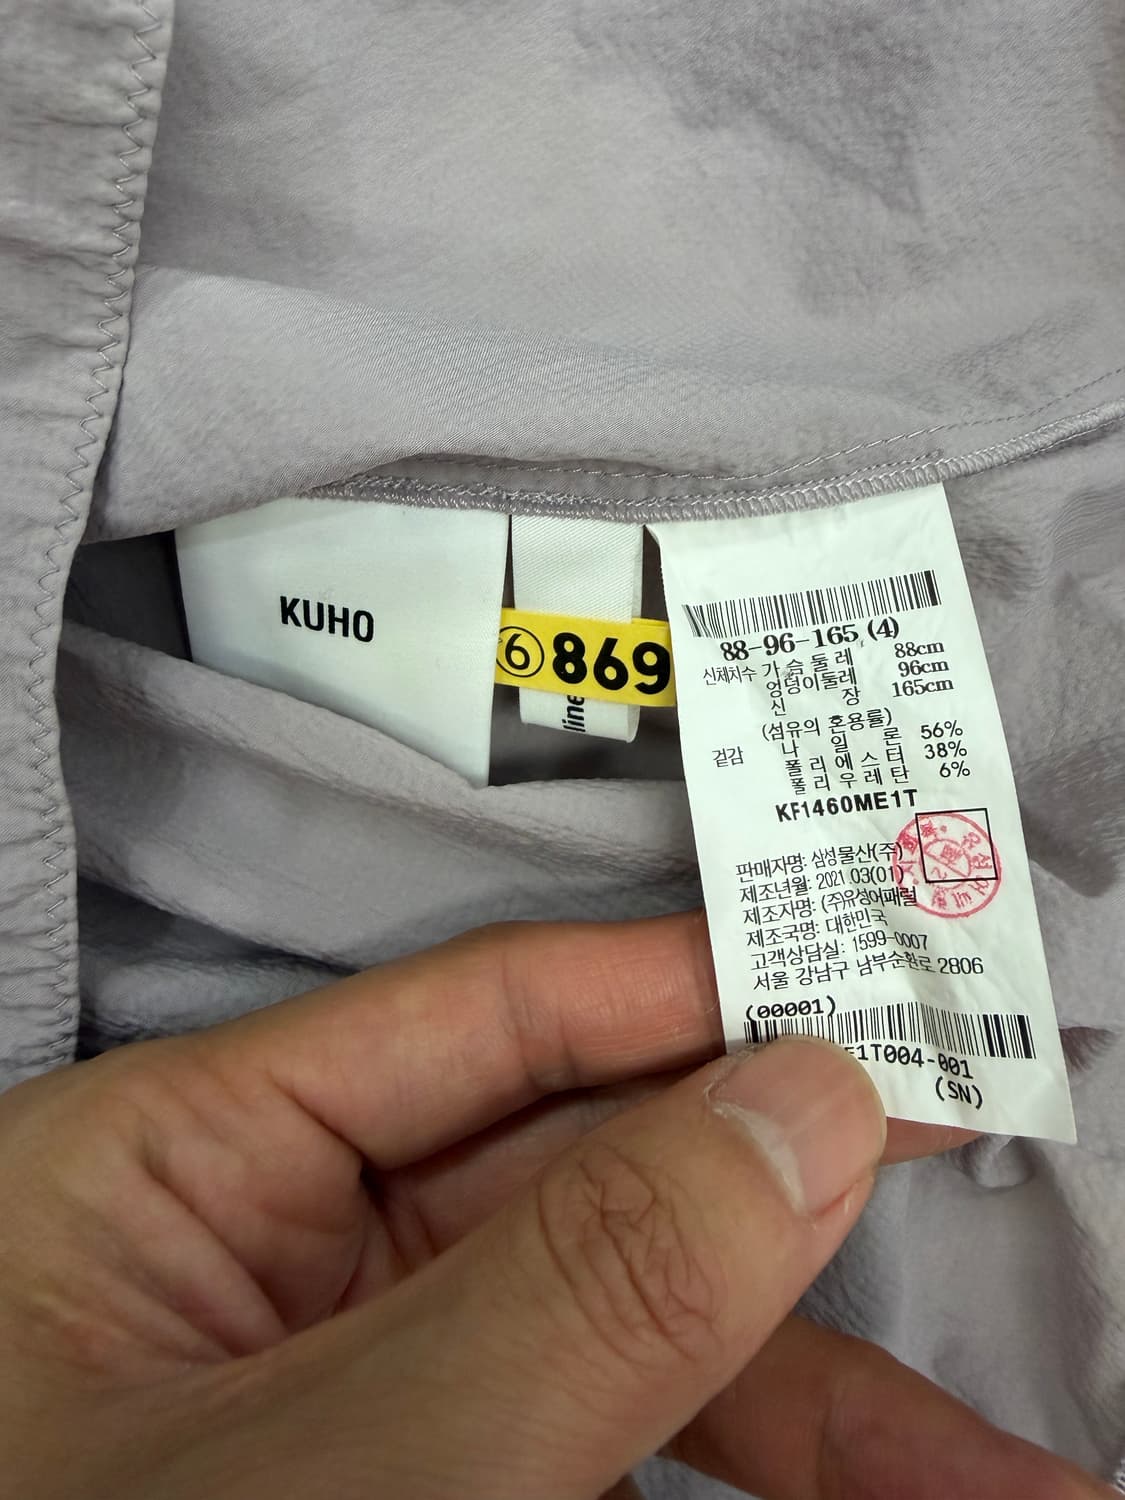 KUHO
6 869
line
88-96-165 (4)
신체치수 가슴둘레 88cm
엉덩이둘레 96cm
신장 165cm
(섬유의 혼용률)
겉감 나일론 56%
폴리에스터 38%
폴리우레탄 6%
KF1460ME1T
판매자명: 삼성물산(주)
제조년월: 2021.03(01)
제조자명: (주)유성어패럴
제조국명: 대한민국
고객상담실: 1599-0007
서울 강남구 남부순환로 2806
(00001)
E1T004-001
(SN)